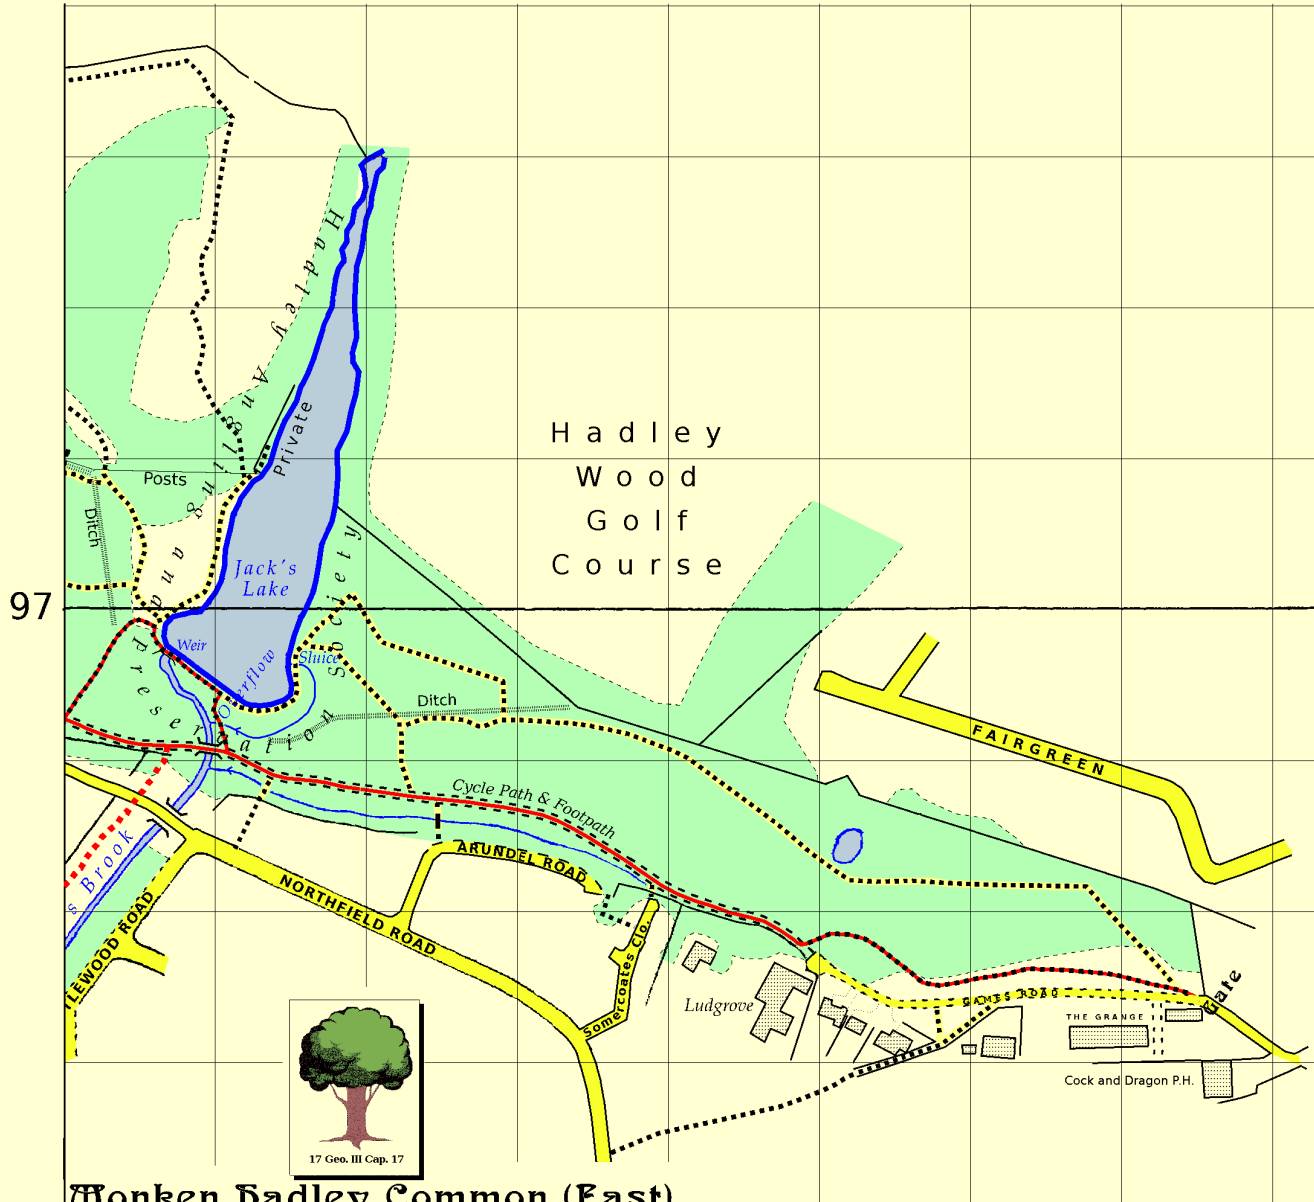 Hadley Angling and
preservation Society
Hadley
Wood
Golf
Course
Private
Posts
Ditch
Jack's
Lake
97
Weir
Sluice
Overflow
Ditch
FAIRGREEN
Cycle Path & Footpath
ARUNDEL ROAD
s Brook
NORTHFIELD ROAD
TLEWOOD ROAD
Somercoates Clo.
Ludgrove
GAMES ROAD
Gate
THE GRANGE
Cock and Dragon P.H.
17 Geo. III Cap. 17
Monken Hadley Common (East)